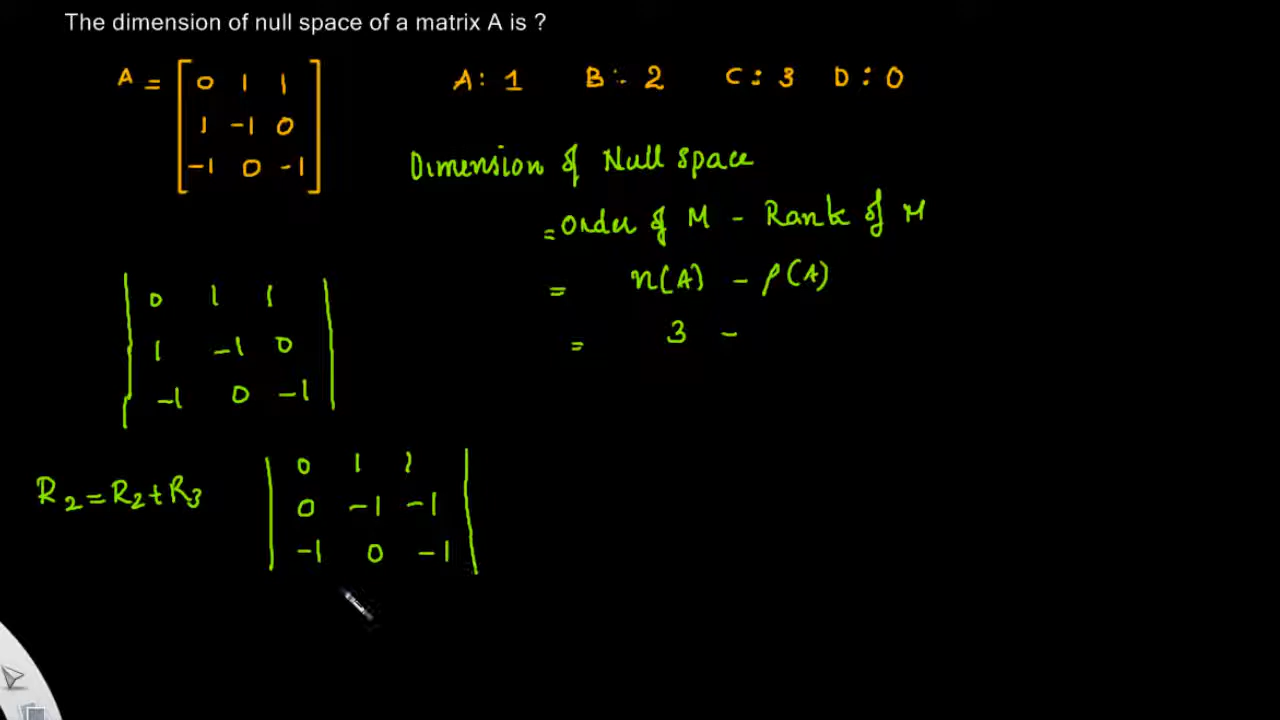 The dimension of null space of a matrix A is ?
A = [ 0 1 1
1 -1 0
-1 0 -1 ]
A: 1 B:- 2 C: 3 D: 0
Dimension of Null space
= Order of M - Rank of M
= n(A) - ρ(A)
= 3 -
| 0 1 1 |
| 1 -1 0 |
| -1 0 -1 |
R2 = R2 + R3
| 0 1 1 |
| 0 -1 -1 |
| -1 0 -1 |